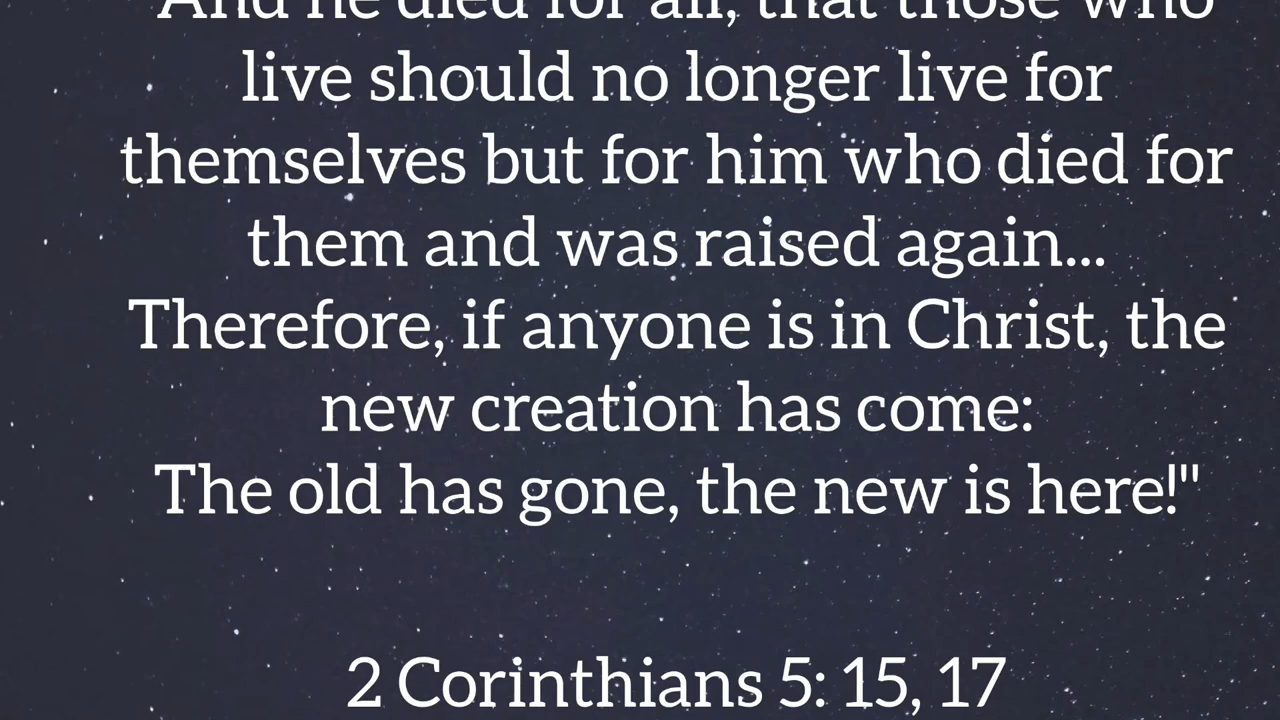 And he died for all, that those who
live should no longer live for
themselves but for him who died for
them and was raised again...
Therefore, if anyone is in Christ, the
new creation has come:
The old has gone, the new is here!"
2 Corinthians 5: 15, 17